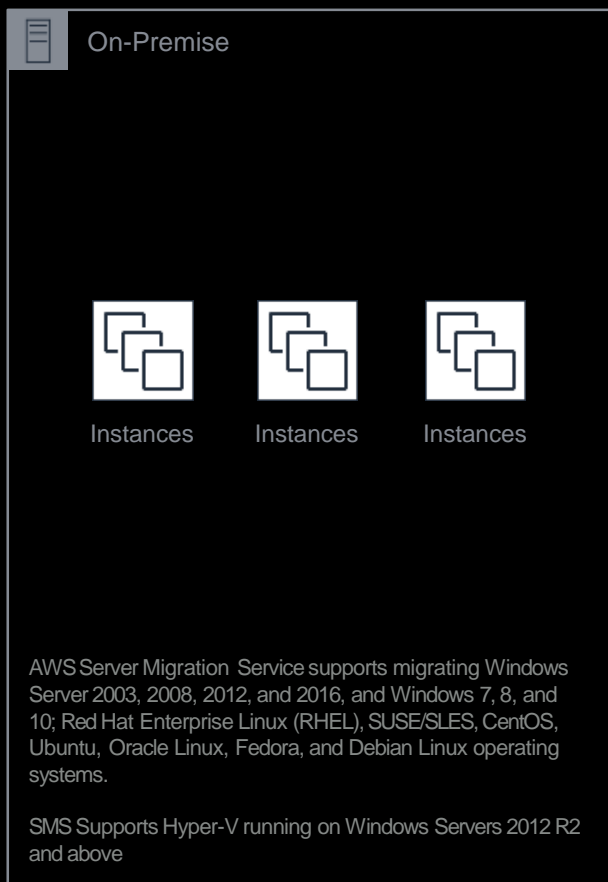 On-Premise
Instances
Instances
Instances
AWS Server Migration Service supports migrating Windows
Server 2003, 2008, 2012, and 2016, and Windows 7, 8, and
10; Red Hat Enterprise Linux (RHEL), SUSE/SLES, CentOS,
Ubuntu, Oracle Linux, Fedora, and Debian Linux operating
systems.
SMS Supports Hyper-V running on Windows Servers 2012 R2
and above